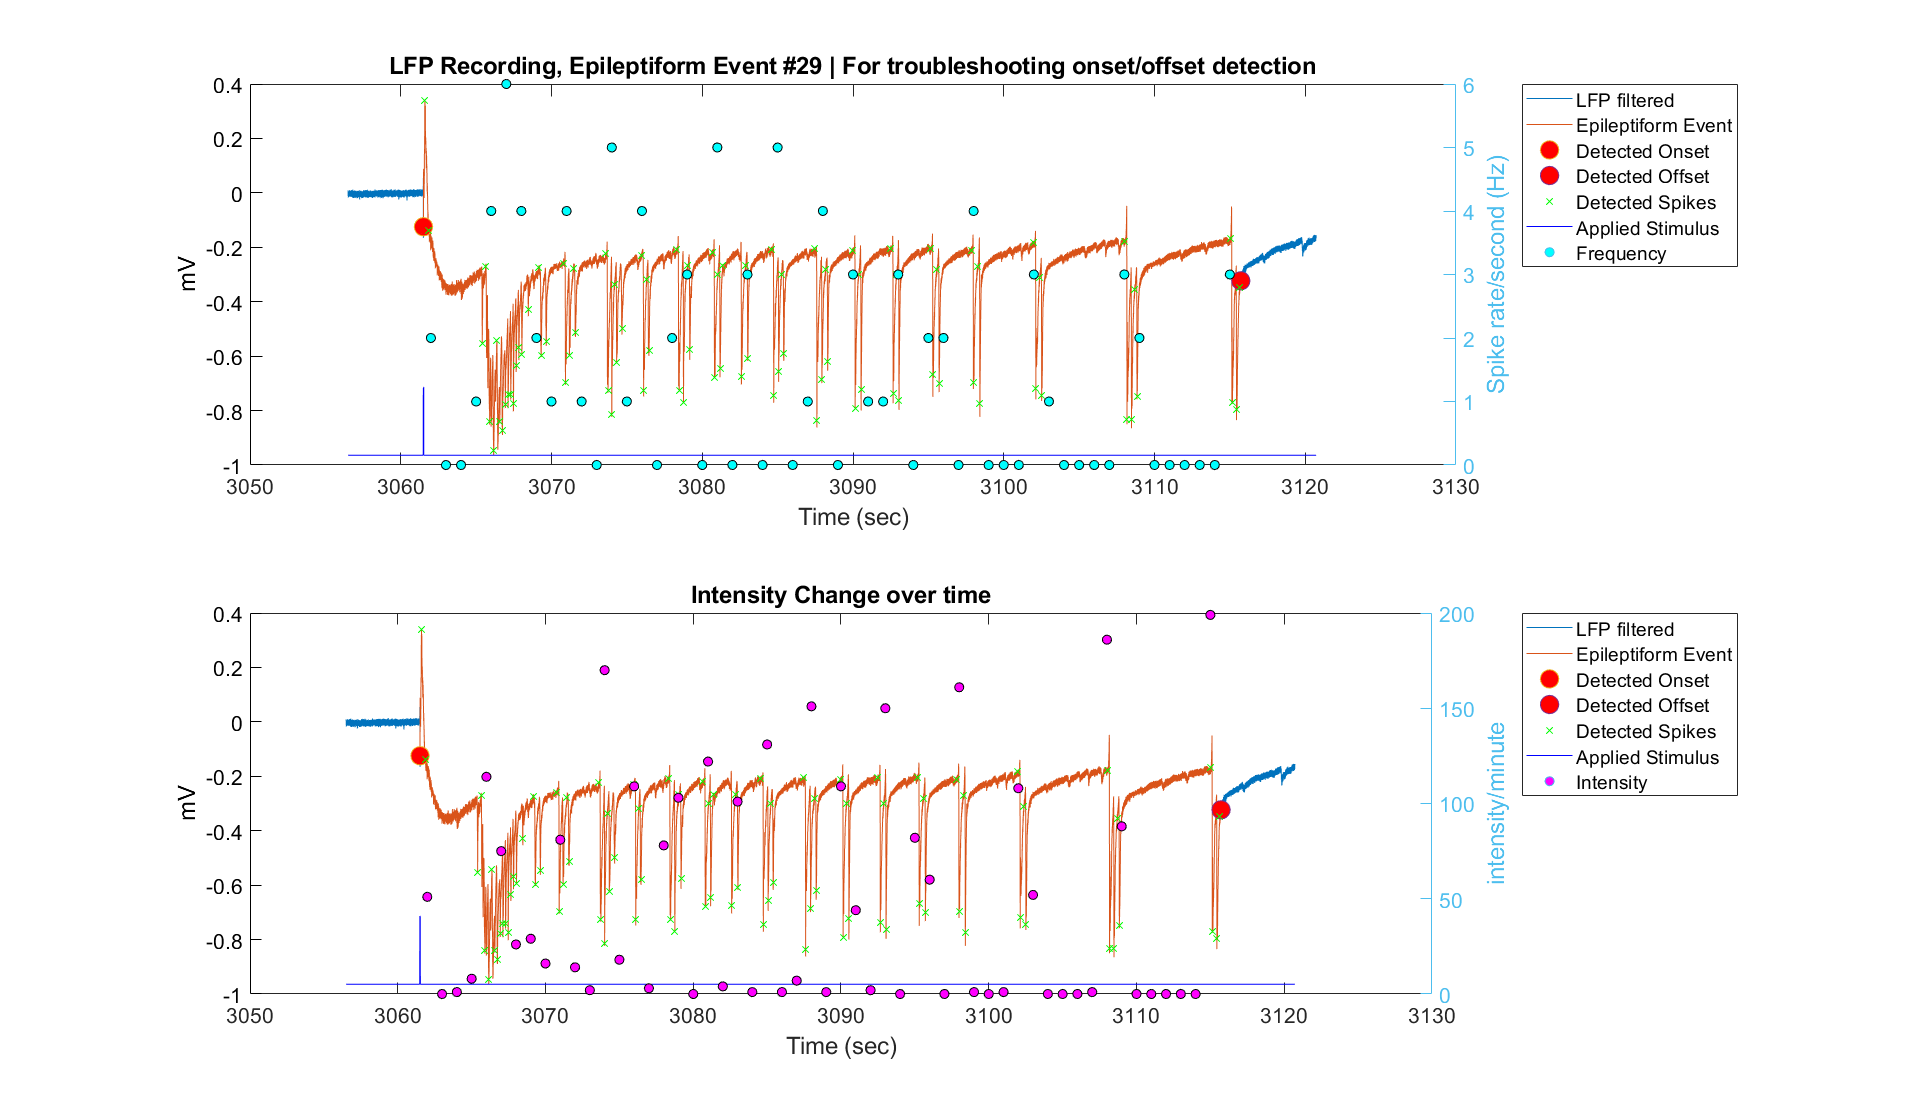 LFP Recording, Epileptiform Event #29 | For troubleshooting onset/offset detection
0.4
0.2
0
-0.2
-0.4
-0.6
-0.8
-1
mV
6
5
4
3
2
1
0
Spike rate/second (Hz)
3050 3060 3070 3080 3090 3100 3110 3120 3130
Time (sec)
LFP filtered
Epileptiform Event
Detected Onset
Detected Offset
Detected Spikes
Applied Stimulus
Frequency
Intensity Change over time
0.4
0.2
0
-0.2
-0.4
-0.6
-0.8
-1
mV
200
150
100
50
0
intensity/minute
3050 3060 3070 3080 3090 3100 3110 3120 3130
Time (sec)
LFP filtered
Epileptiform Event
Detected Onset
Detected Offset
Detected Spikes
Applied Stimulus
Intensity